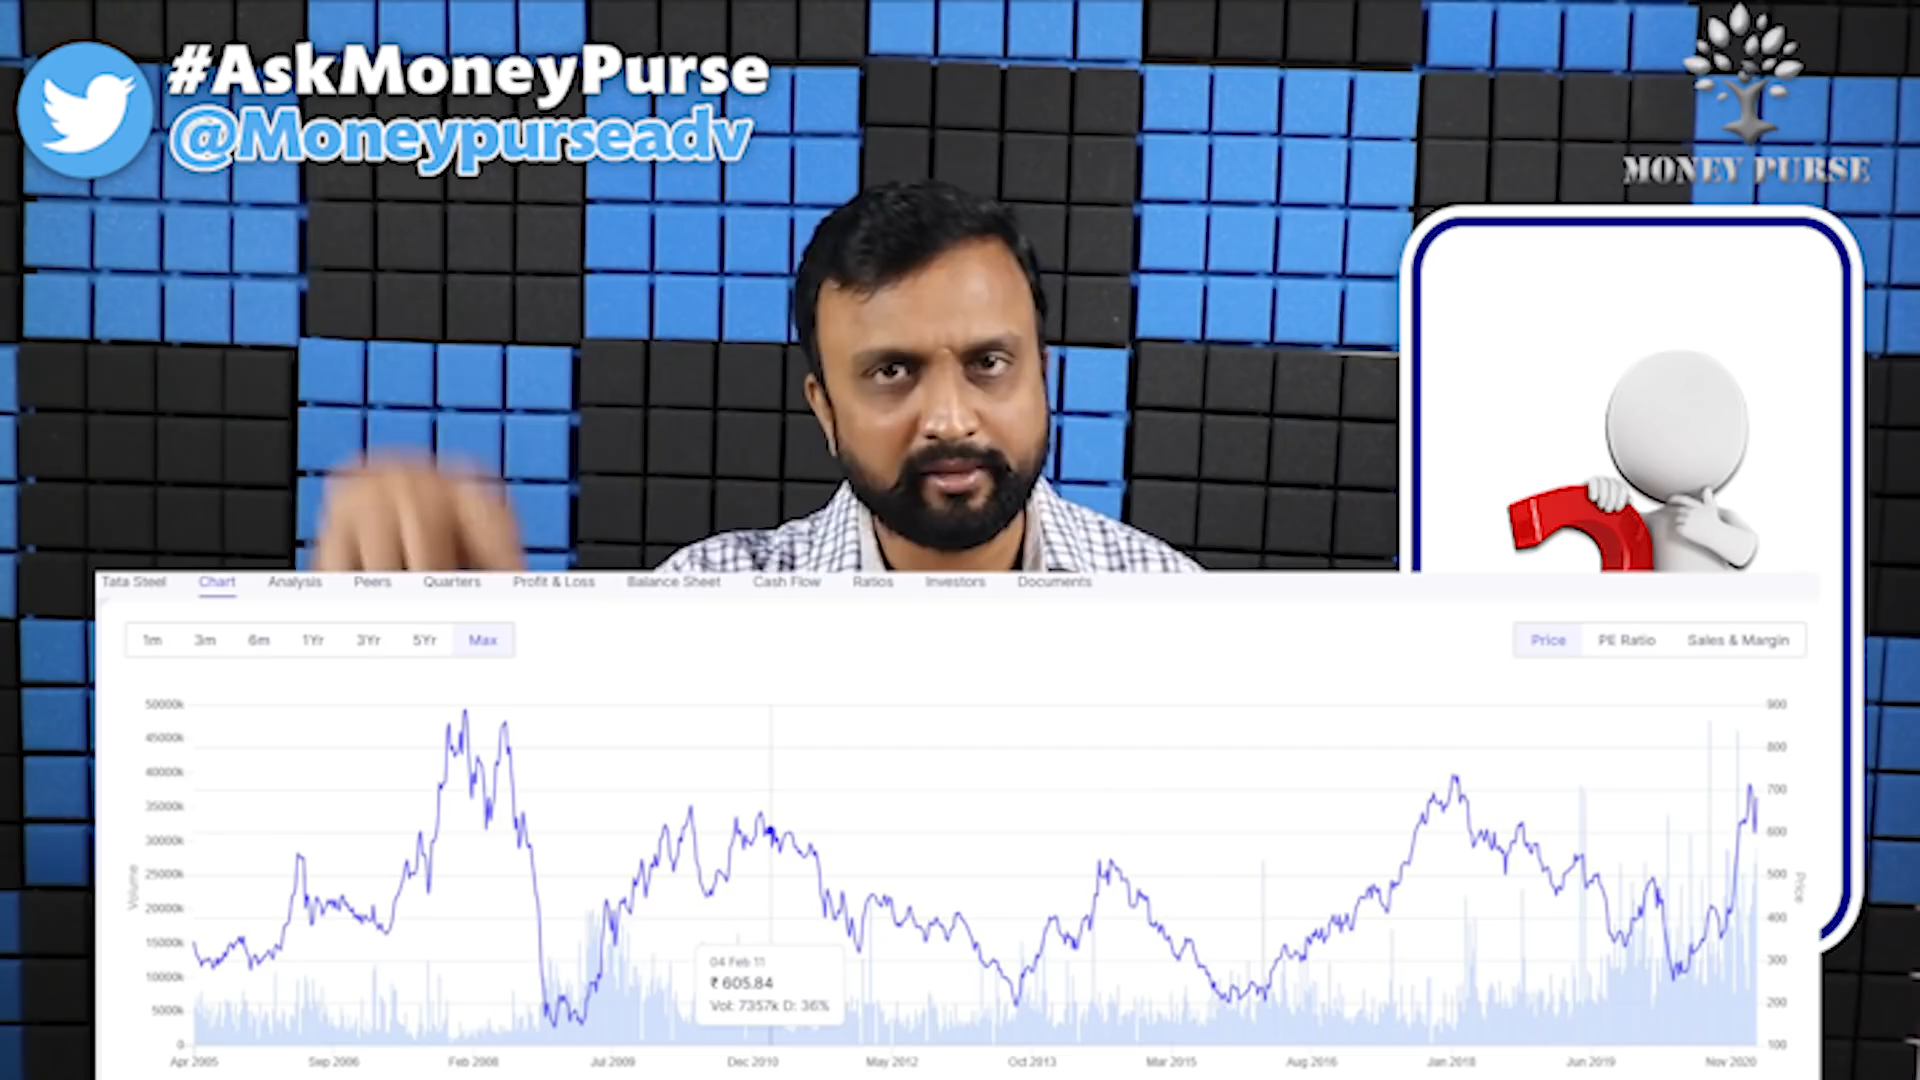 #AskMoneyPurse
@Moneypurseadv
MONEY PURSE
Tata Steel Chart Analysis Peers Quarters Profit & Loss Balance Sheet Cash Flow Ratios Investors Documents
1m 3m 6m 1Yr 3Yr 5Yr Max
Price PE Ratio Sales & Margin
50000k
45000k
40000k
35000k
30000k
25000k
20000k
15000k
10000k
5000k
0
Volume
900
800
700
600
500
400
300
200
100
Price
04 Feb 11
₹ 605.84
Vol: 7357k D: 36%
Apr 2005 Sep 2006 Feb 2008 Jul 2009 Dec 2010 May 2012 Oct 2013 Mar 2015 Aug 2016 Jan 2018 Jun 2019 Nov 2020